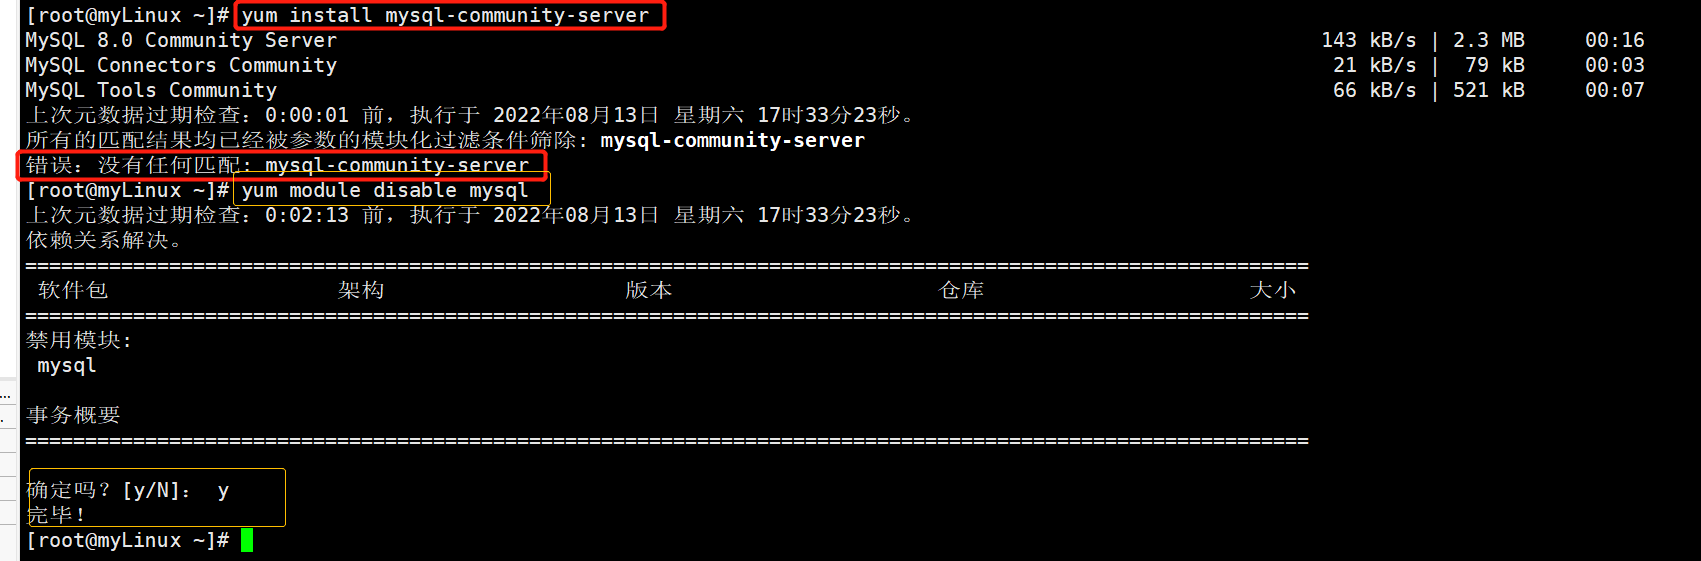 [root@myLinux ~]# yum install mysql-community-server
MySQL 8.0 Community Server 143 kB/s | 2.3 MB 00:16
MySQL Connectors Community 21 kB/s | 79 kB 00:03
MySQL Tools Community 66 kB/s | 521 kB 00:07
上次元数据过期检查：0:00:01 前，执行于 2022年08月13日 星期六 17时33分23秒。
所有的匹配结果均已经被参数的模块化过滤条件筛除: mysql-community-server
错误：没有任何匹配: mysql-community-server
[root@myLinux ~]# yum module disable mysql
上次元数据过期检查：0:02:13 前，执行于 2022年08月13日 星期六 17时33分23秒。
依赖关系解决。
================================================================================
软件包 架构 版本 仓库 大小
================================================================================
禁用模块:
mysql
事务概要
================================================================================
确定吗？[y/N]： y
完毕！
[root@myLinux ~]#